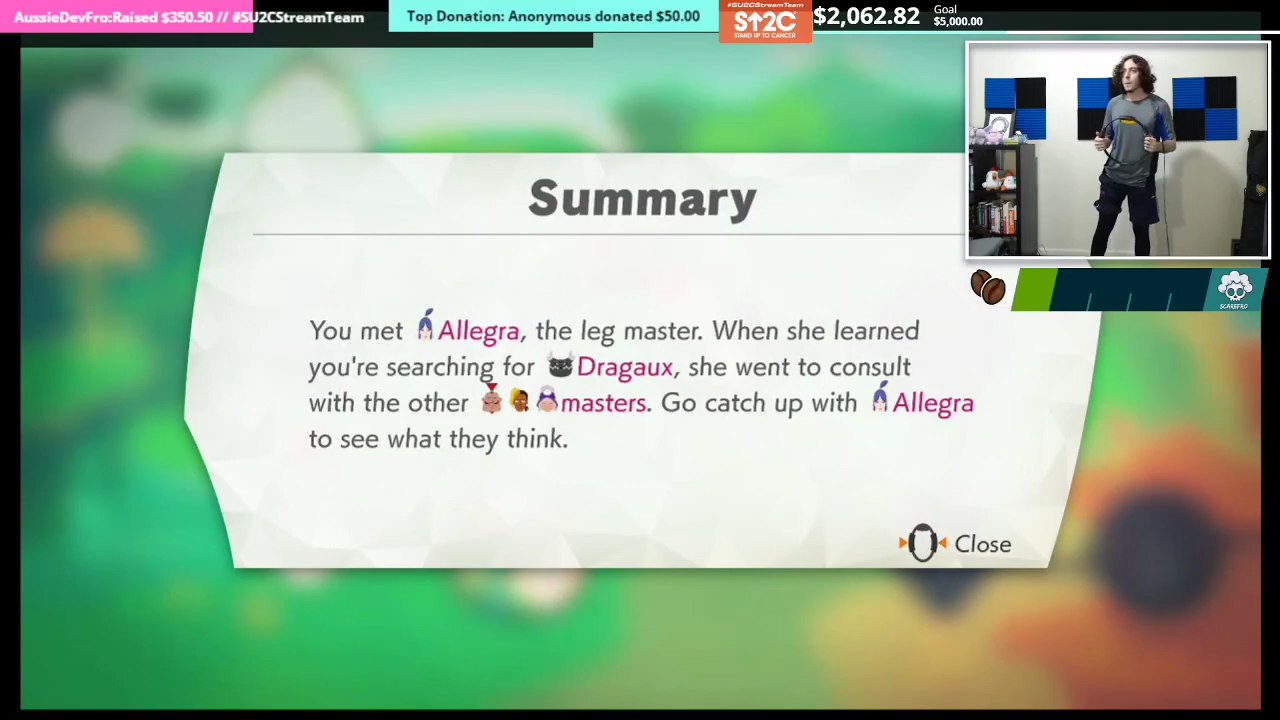 AussieDevFro:Raised $350.50 // #SU2CStreamTeam
Top Donation: Anonymous donated $50.00
#SU2CStreamTeam
S↑2C
STAND UP TO CANCER
$2,062.82
Goal
$5,000.00
Summary
You met Allegra, the leg master. When she learned
you're searching for Dragaux, she went to consult
with the other masters. Go catch up with Allegra
to see what they think.
Close
SCARSFRO